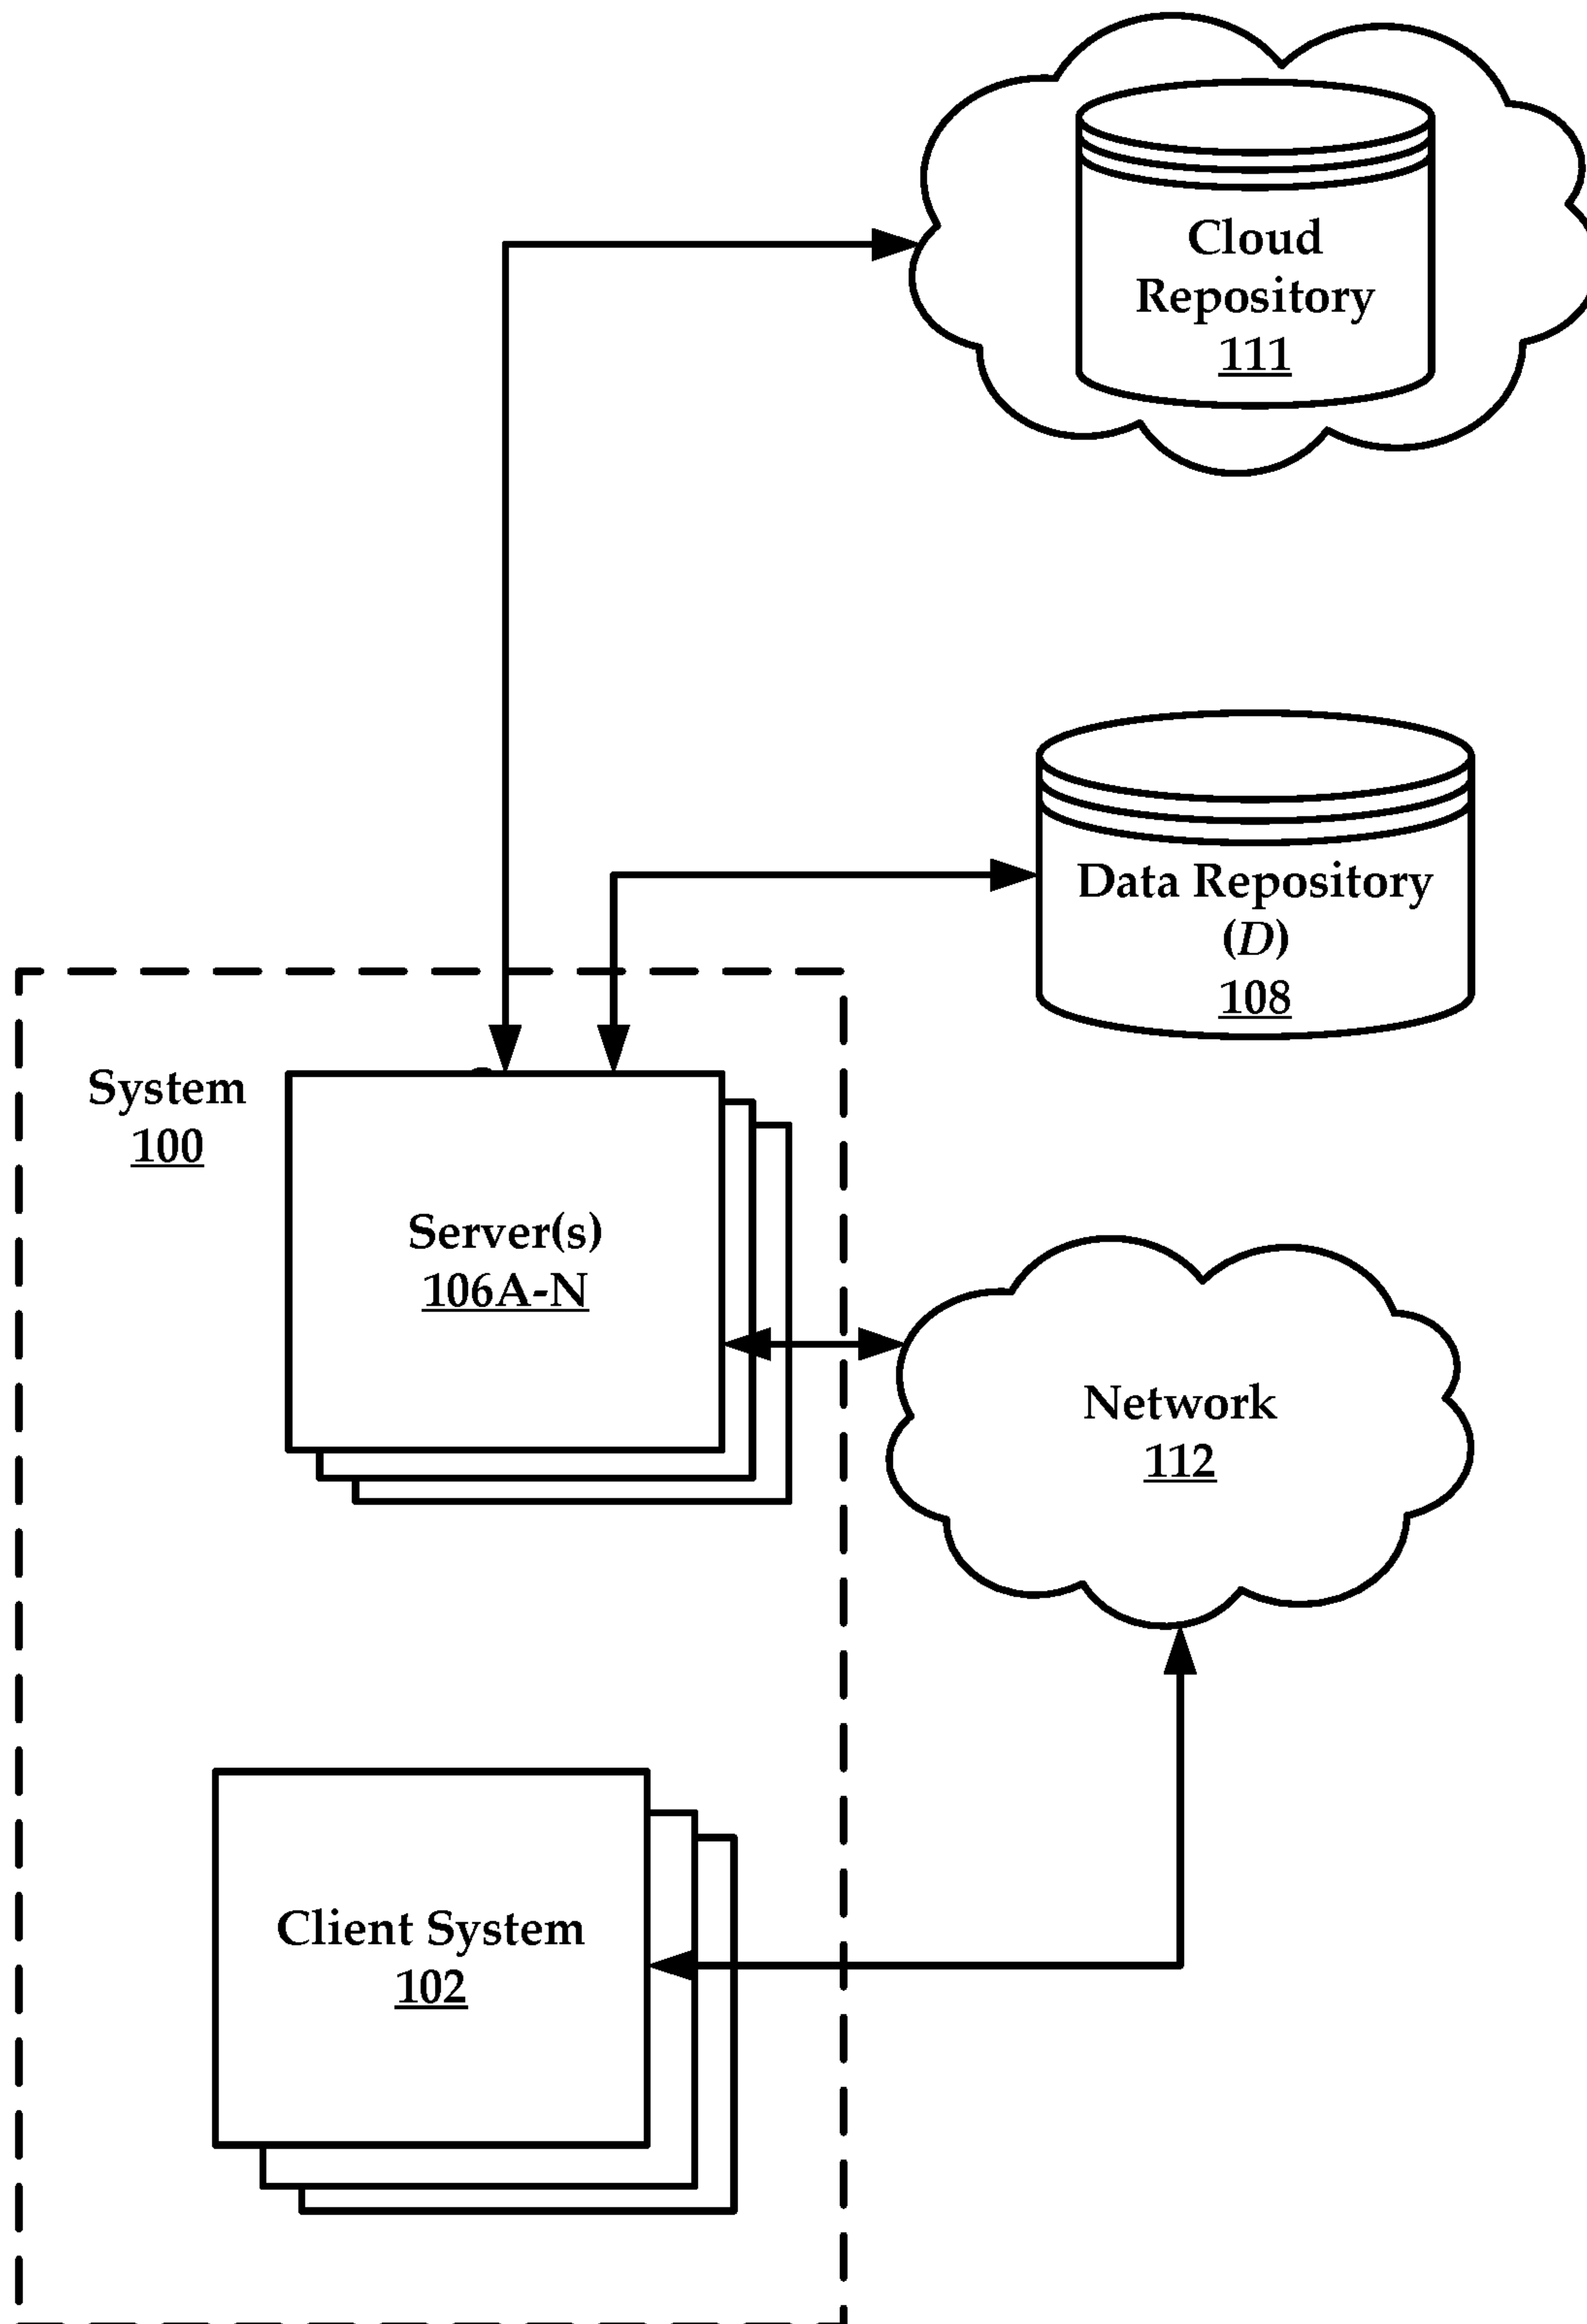 Cloud
Repository
111
Data Repository
(D)
108
System
100
Server(s)
106A-N
Network
112
Client System
102